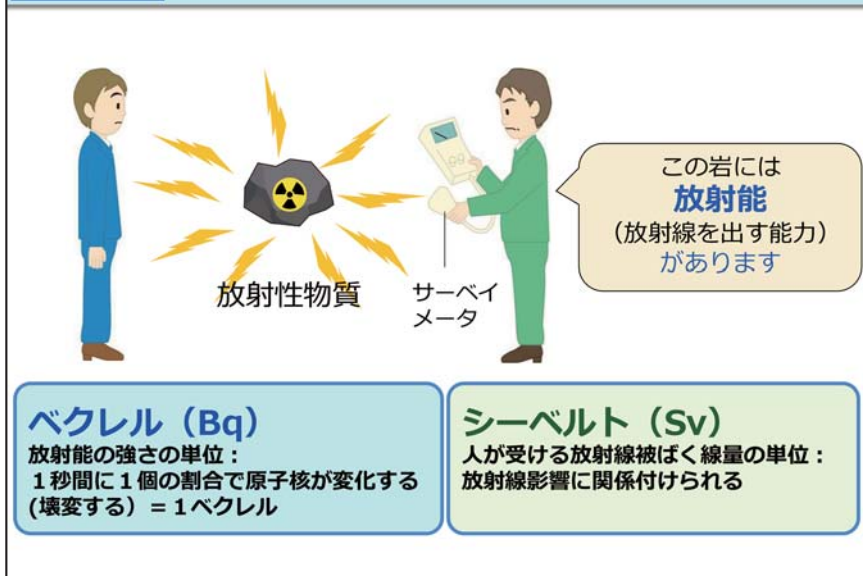 この岩には
放射能
（放射線を出す能力）
があります
放射性物質
サーベイ
メータ
ベクレル（Bq）
放射能の強さの単位：
１秒間に１個の割合で原子核が変化する
(壊変する）＝１ベクレル
シーベルト（Sv）
人が受ける放射線被ばく線量の単位：
放射線影響に関係付けられる